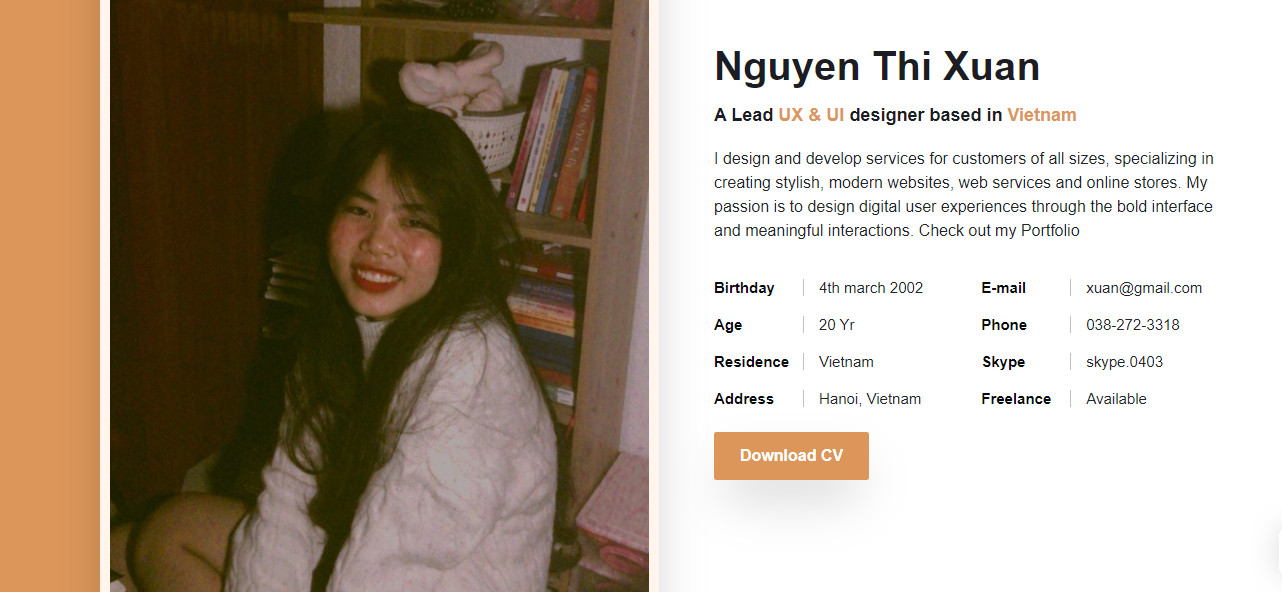 Nguyen Thi Xuan
A Lead UX & UI designer based in Vietnam
I design and develop services for customers of all sizes, specializing in
creating stylish, modern websites, web services and online stores. My
passion is to design digital user experiences through the bold interface
and meaningful interactions. Check out my Portfolio
Birthday 4th march 2002 E-mail xuan@gmail.com
Age 20 Yr Phone 038-272-3318
Residence Vietnam Skype skype.0403
Address Hanoi, Vietnam Freelance Available
Download CV